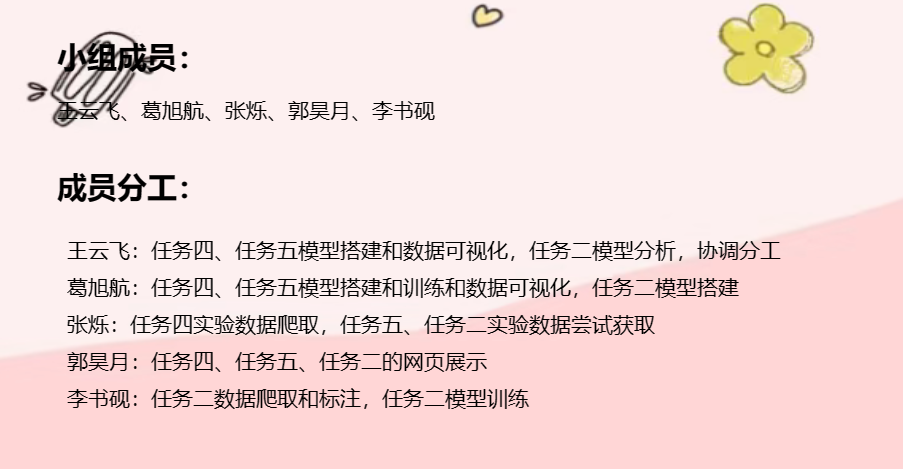 小组成员：
王云飞、葛旭航、张烁、郭昊月、李书砚
成员分工：
王云飞：任务四、任务五模型搭建和数据可视化，任务二模型分析，协调分工
葛旭航：任务四、任务五模型搭建和训练和数据可视化，任务二模型搭建
张烁：任务四实验数据爬取，任务五、任务二实验数据尝试获取
郭昊月：任务四、任务五、任务二的网页展示
李书砚：任务二数据爬取和标注，任务二模型训练